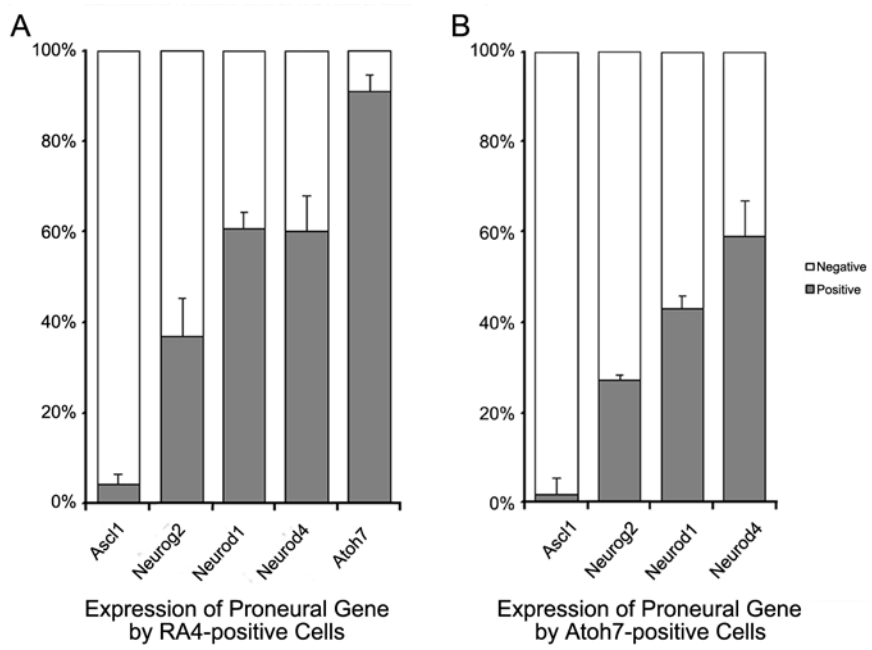 A
100%
80%
60%
40%
20%
0%
Ascl1
Neurog2
Neurod1
Neurod4
Atoh7
Expression of Proneural Gene
by RA4-positive Cells
B
100%
80%
60%
40%
20%
0%
Ascl1
Neurog2
Neurod1
Neurod4
Expression of Proneural Gene
by Atoh7-positive Cells
Negative
Positive